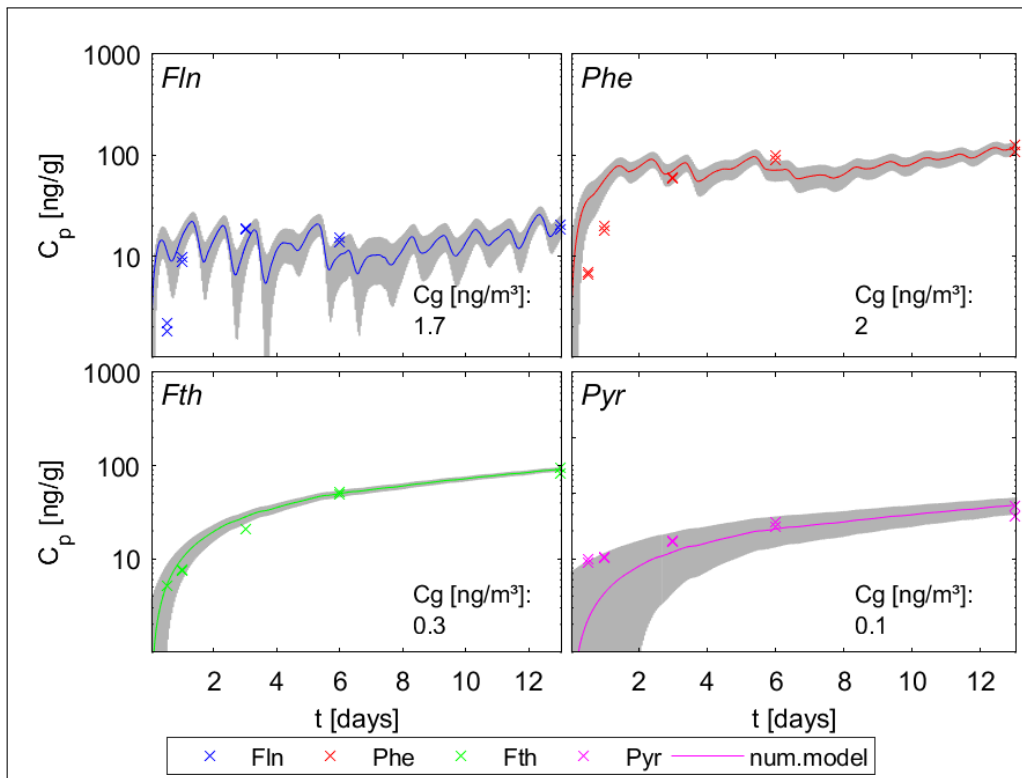 Fln
Phe
1000
100
10
C_p [ng/g]
Cg [ng/m³]:
1.7
Cg [ng/m³]:
2
Fth
Pyr
1000
100
10
C_p [ng/g]
Cg [ng/m³]:
0.3
Cg [ng/m³]:
0.1
2 4 6 8 10 12
2 4 6 8 10 12
t [days]
t [days]
Fln Phe Fth Pyr num.model